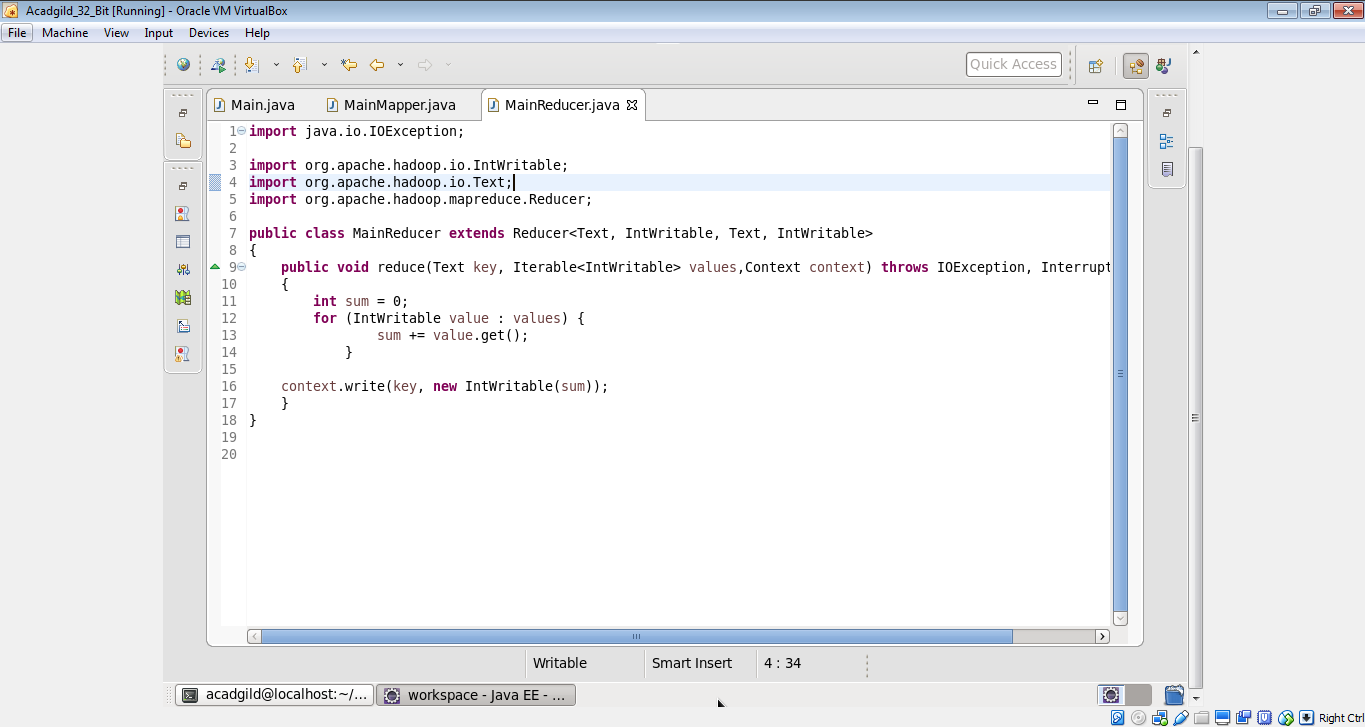 Acadgild_32_Bit [Running] - Oracle VM VirtualBox
File Machine View Input Devices Help
Quick Access
Main.java MainMapper.java MainReducer.java
1 import java.io.IOException;
2
3 import org.apache.hadoop.io.IntWritable;
4 import org.apache.hadoop.io.Text;
5 import org.apache.hadoop.mapreduce.Reducer;
6
7 public class MainReducer extends Reducer<Text, IntWritable, Text, IntWritable>
8 {
9 public void reduce(Text key, Iterable<IntWritable> values,Context context) throws IOException, Interrupt
10 {
11 int sum = 0;
12 for (IntWritable value : values) {
13 sum += value.get();
14 }
15
16 context.write(key, new IntWritable(sum));
17 }
18 }
19
20
Writable Smart Insert 4 : 34
acadgild@localhost:~/... workspace - Java EE - ...
Right Ctrl